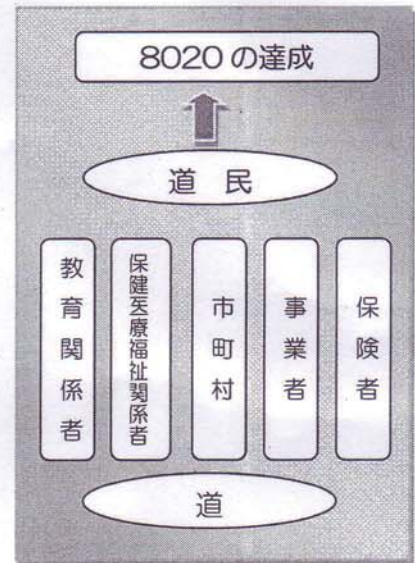 8020の達成
道 民
教育関係者
保健医療福祉関係者
市町村
事業者
保険者
道